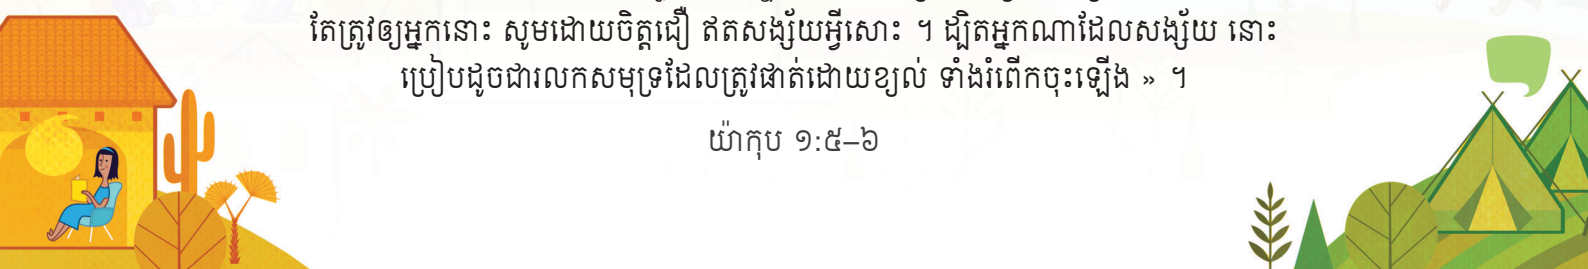 តែត្រូវឲ្យអ្នកនោះ សូមដោយចិត្តជឿ ឥតសង្ស័យអ្វីសោះ ។ ដ្បិតអ្នកណាដែលសង្ស័យ នោះ
ប្រៀបដូចជារលកសមុទ្រដែលត្រូវផាត់ដោយខ្យល់ ទាំងរំពើកចុះឡើង » ។
យ៉ាកុប ១:៥–៦